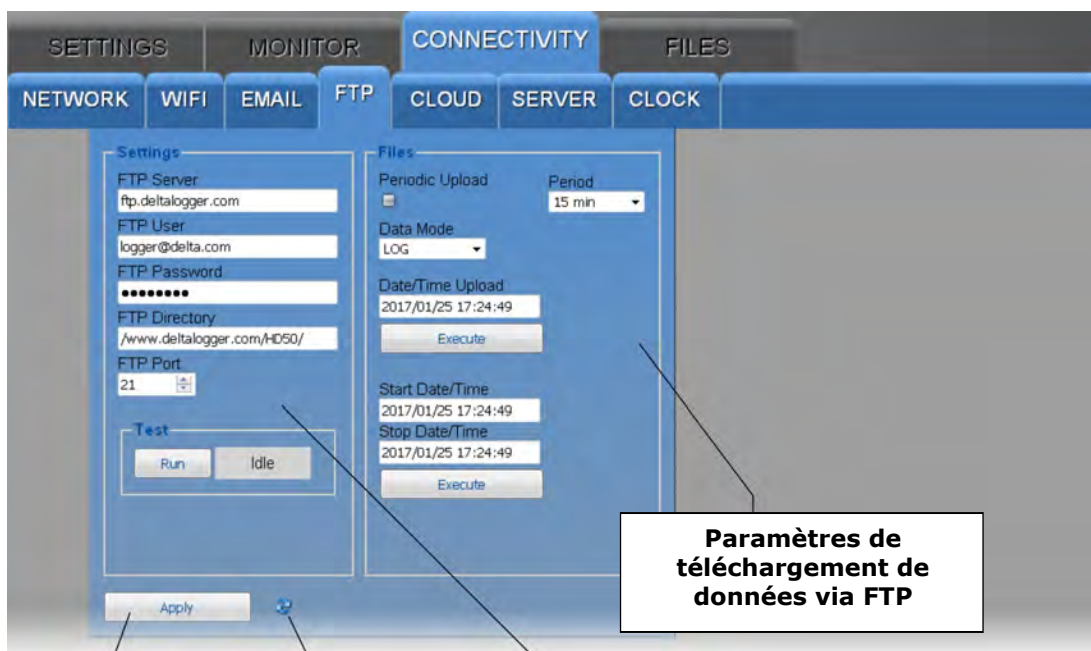 SETTINGS MONITOR CONNECTIVITY FILES
NETWORK WIFI EMAIL FTP CLOUD SERVER CLOCK
Settings
FTP Server
ftp.deltalogger.com
FTP User
logger@delta.com
FTP Password
●●●●●●●●
FTP Directory
/www.deltalogger.com/HD50/
FTP Port
21
Test
Run Idle
Files
Periodic Upload Period
15 min
Data Mode
LOG
Date/Time Upload
2017/01/25 17:24:49
Execute
Start Date/Time
2017/01/25 17:24:49
Stop Date/Time
2017/01/25 17:24:49
Execute
Apply
Paramètres de
téléchargement de
données via FTP